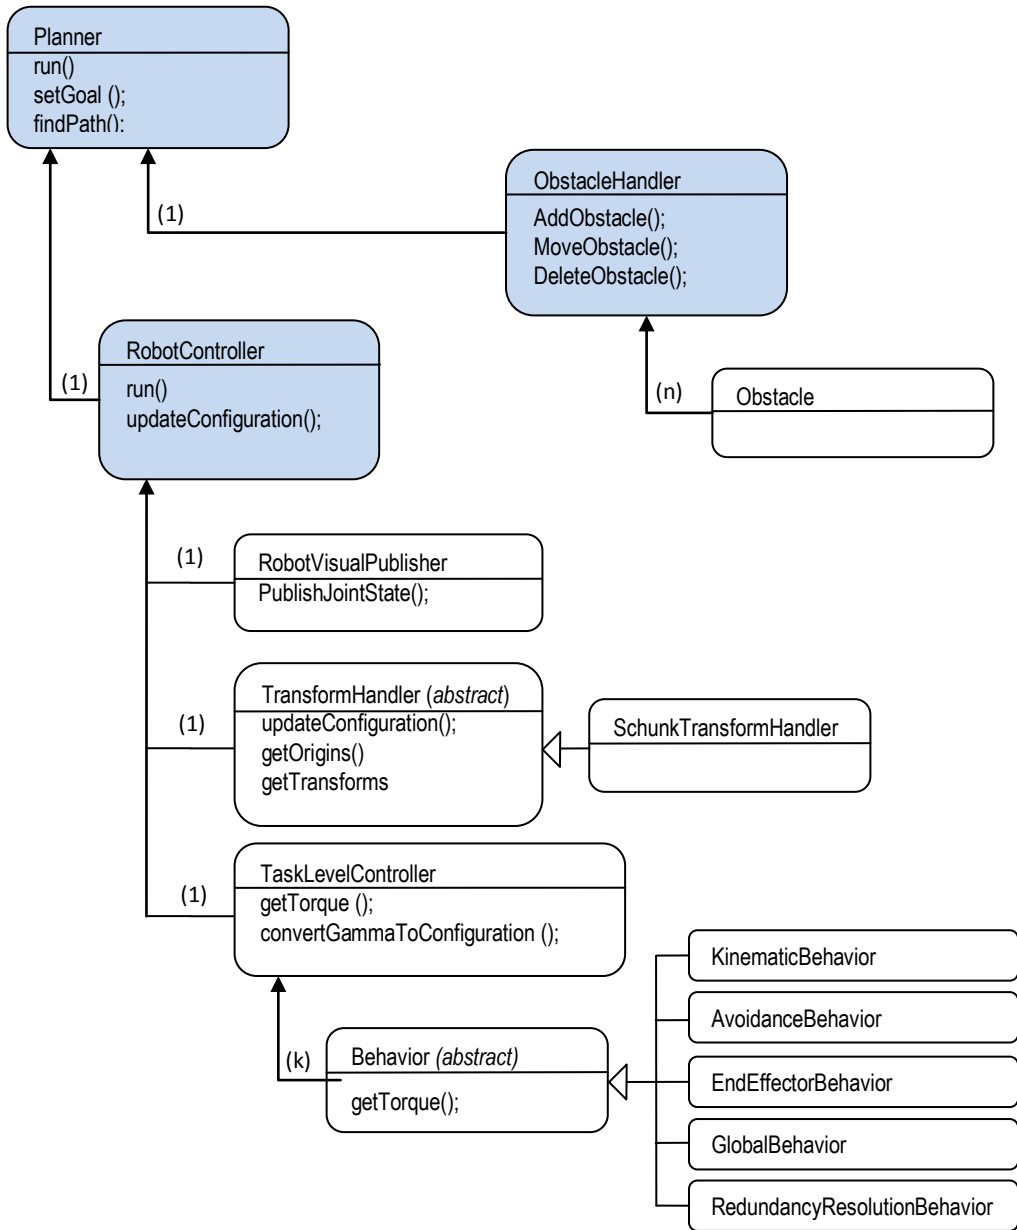 Planner
run()
setGoal ();
findPath():
(1)
ObstacleHandler
AddObstacle();
MoveObstacle();
DeleteObstacle();
(1)
RobotController
run()
updateConfiguration();
(n)
Obstacle
(1)
RobotVisualPublisher
PublishJointState();
(1)
TransformHandler (abstract)
updateConfiguration();
getOrigins()
getTransforms
SchunkTransformHandler
(1)
TaskLevelController
getTorque ();
convertGammaToConfiguration ();
(k)
Behavior (abstract)
getTorque();
KinematicBehavior
AvoidanceBehavior
EndEffectorBehavior
GlobalBehavior
RedundancyResolutionBehavior